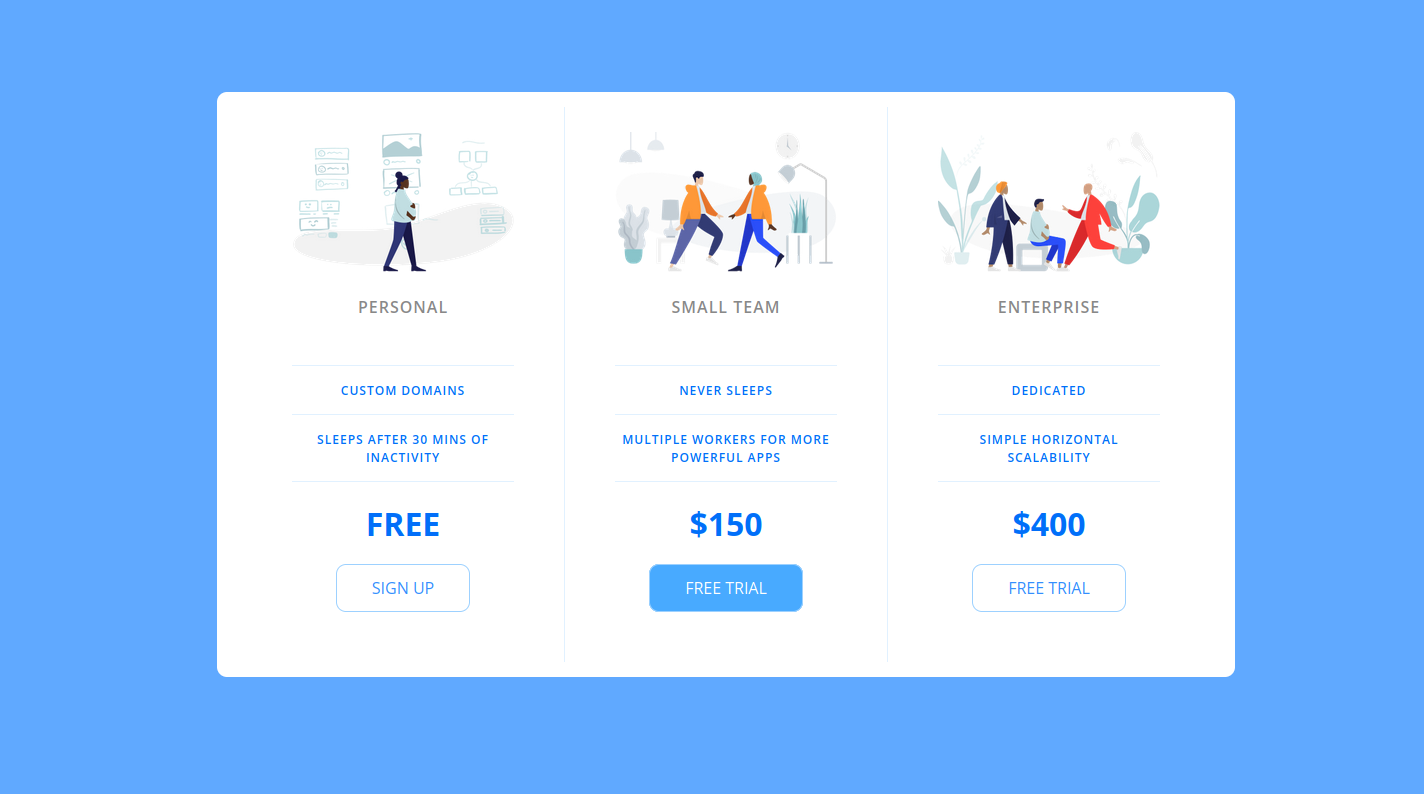 PERSONAL
CUSTOM DOMAINS
SLEEPS AFTER 30 MINS OF
INACTIVITY
FREE
SIGN UP
SMALL TEAM
NEVER SLEEPS
MULTIPLE WORKERS FOR MORE
POWERFUL APPS
$150
FREE TRIAL
ENTERPRISE
DEDICATED
SIMPLE HORIZONTAL
SCALABILITY
$400
FREE TRIAL